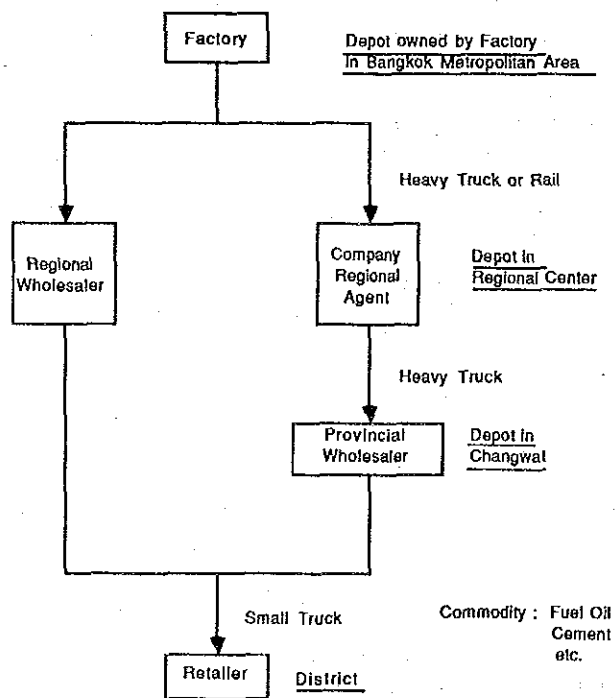 Factory
Depot owned by Factory
in Bangkok Metropolitan Area
Heavy Truck or Rail
Regional
Wholesaler
Company
Regional
Agent
Depot in
Regional Center
Heavy Truck
Provincial
Wholesaler
Depot in
Changwat
Small Truck
Commodity : Fuel Oil
Cement
etc.
Retailer
District